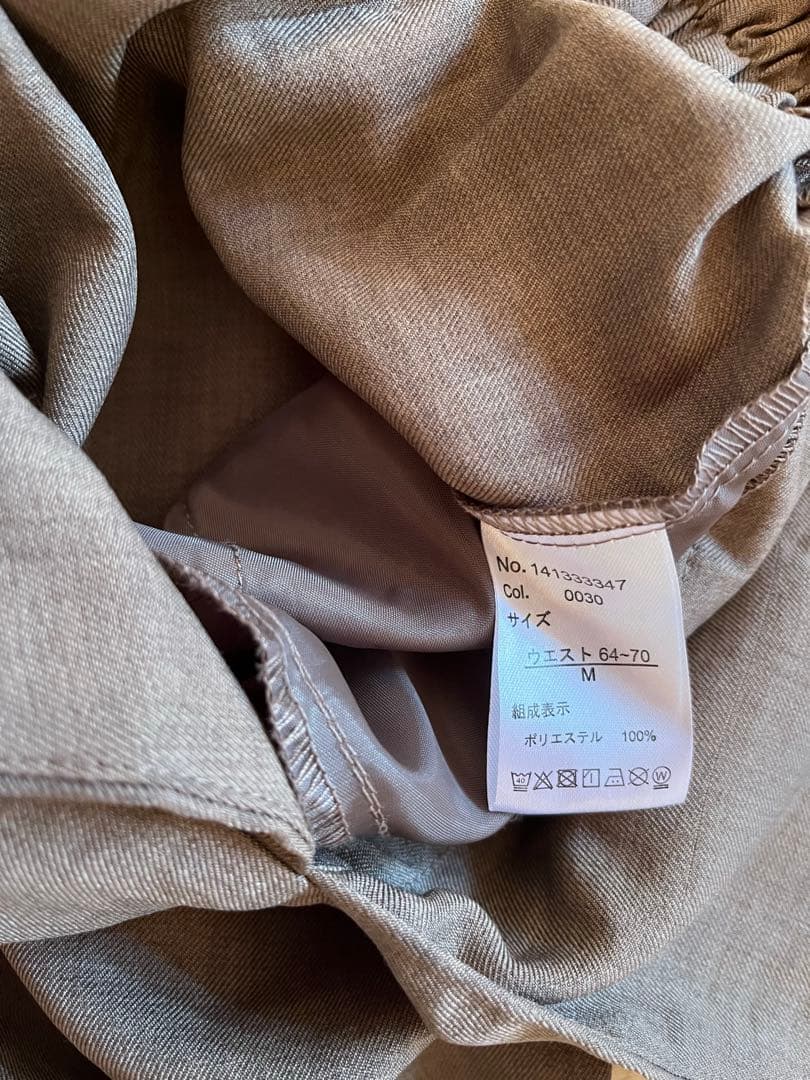 No. 141333347
Col. 0030
サイズ
ウエスト 64~70
M
組成表示
ポリエステル 100%
40 W